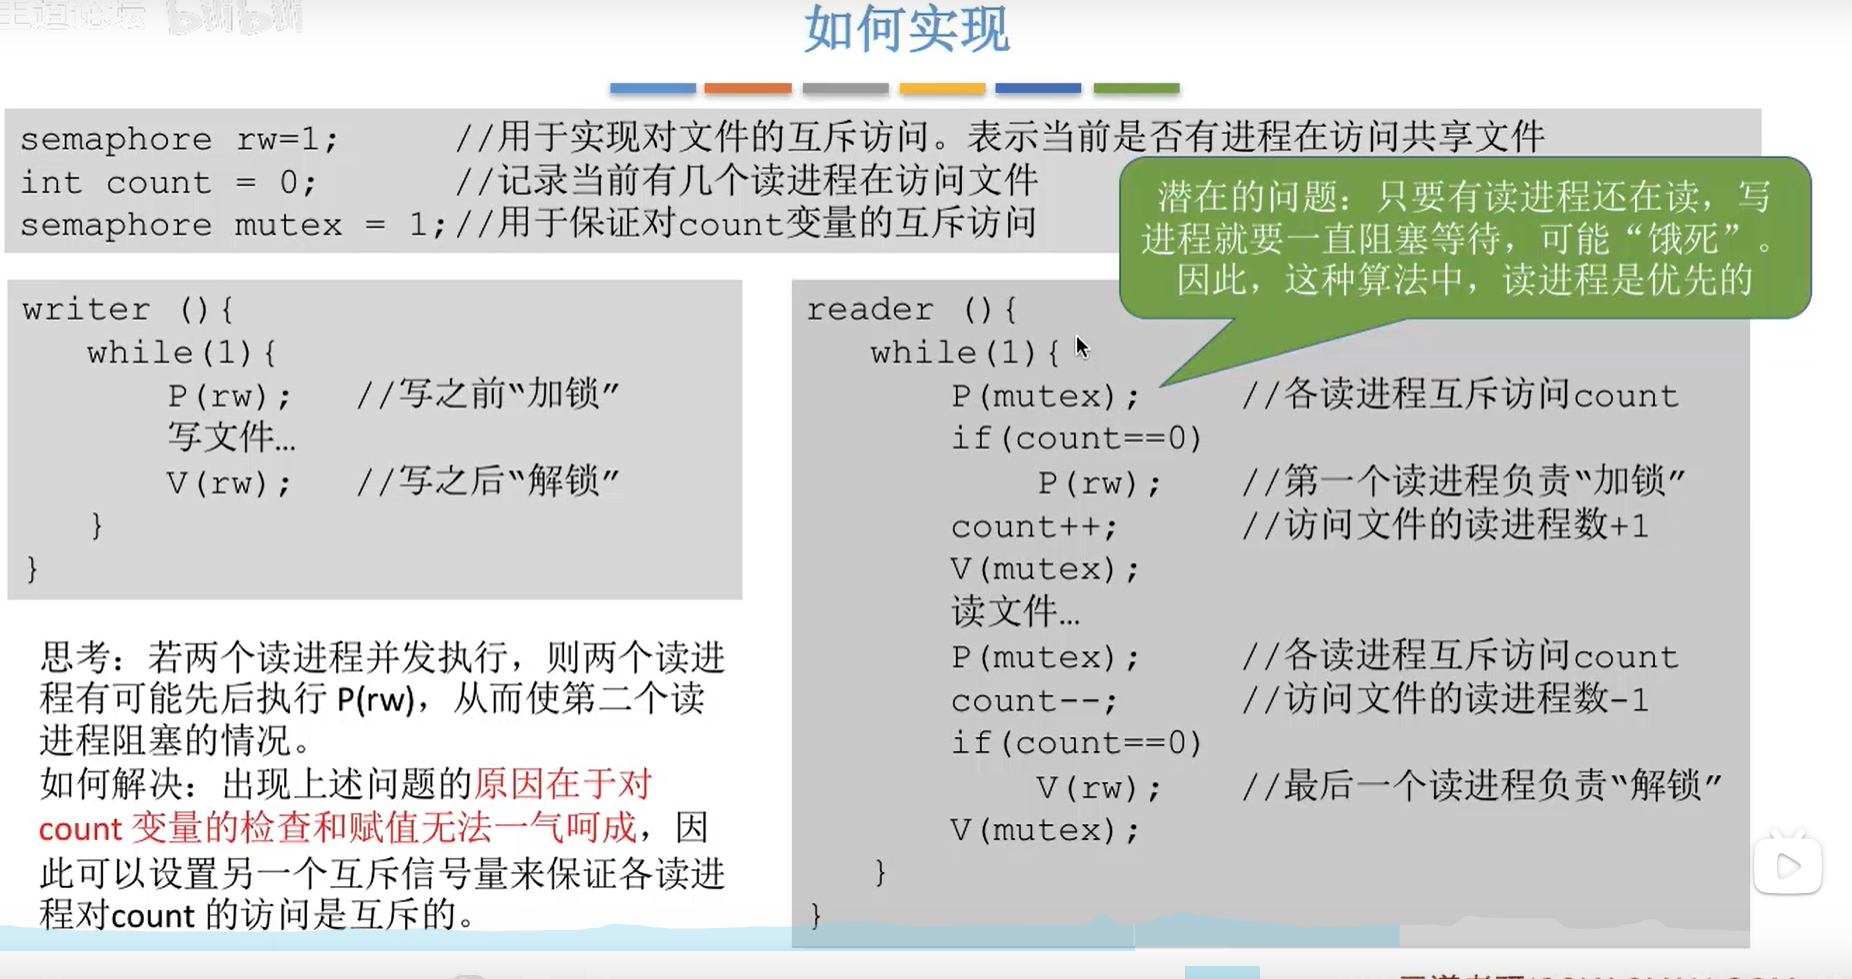 王道论坛 bilibili
如何实现
semaphore rw=1; //用于实现对文件的互斥访问。表示当前是否有进程在访问共享文件
int count = 0; //记录当前有几个读进程在访问文件
semaphore mutex = 1;//用于保证对count变量的互斥访问
潜在的问题：只要有读进程还在读，写
进程就要一直阻塞等待，可能“饿死”。
因此，这种算法中，读进程是优先的
writer (){
while(1){
P(rw); //写之前“加锁”
写文件…
V(rw); //写之后“解锁”
}
}
思考：若两个读进程并发执行，则两个读进
程有可能先后执行 P(rw)，从而使第二个读
进程阻塞的情况。
如何解决：出现上述问题的原因在于对
count 变量的检查和赋值无法一气呵成，因
此可以设置另一个互斥信号量来保证各读进
程对count 的访问是互斥的。
reader (){
while(1){
P(mutex); //各读进程互斥访问count
if(count==0)
P(rw); //第一个读进程负责“加锁”
count++; //访问文件的读进程数+1
V(mutex);
读文件…
P(mutex); //各读进程互斥访问count
count--; //访问文件的读进程数-1
if(count==0)
V(rw); //最后一个读进程负责“解锁”
V(mutex);
}
}